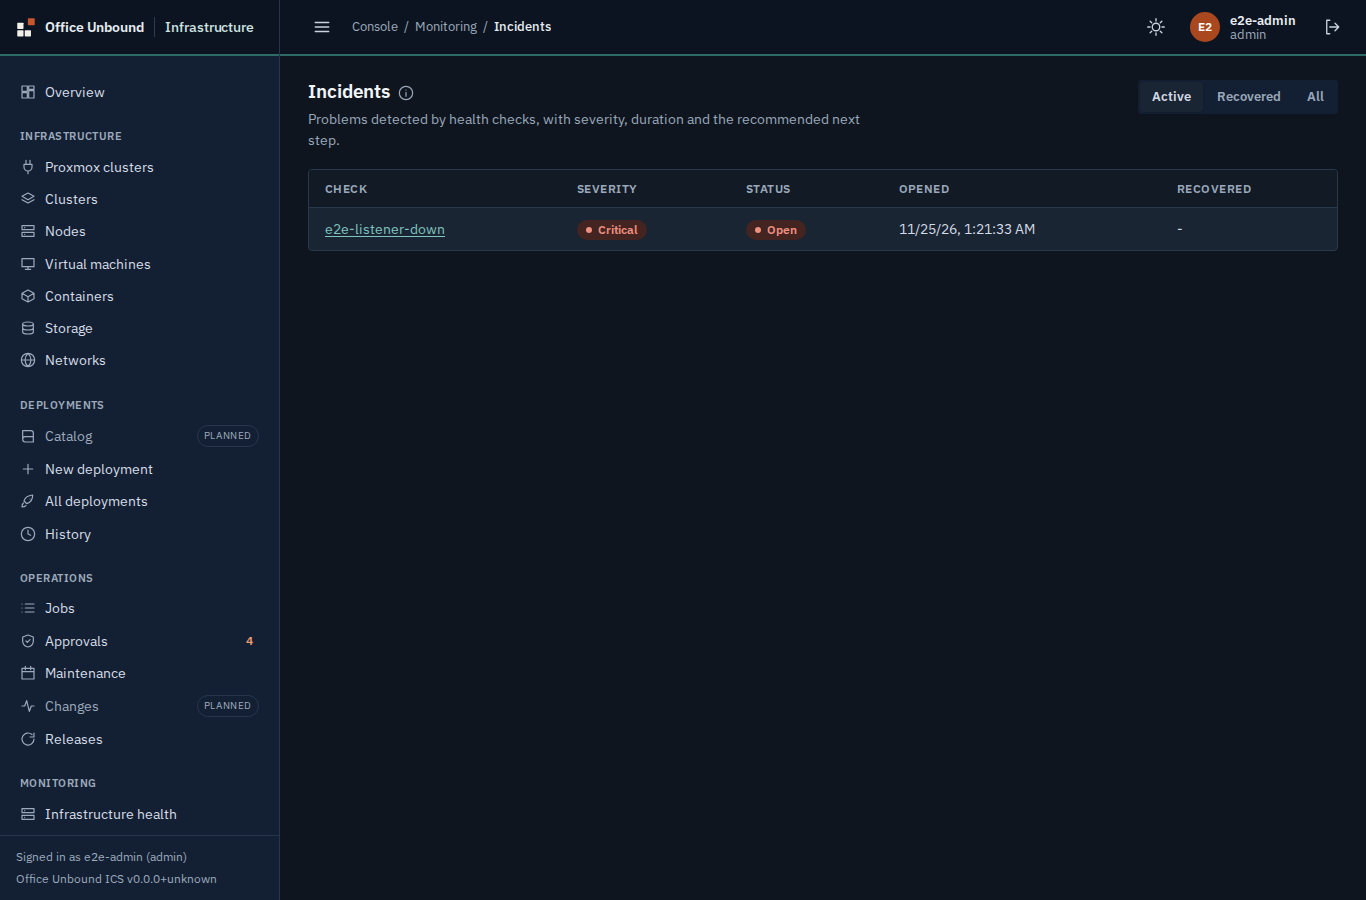 Office Unbound
Infrastructure
Console / Monitoring / Incidents
E2
e2e-admin
admin
Overview
INFRASTRUCTURE
Proxmox clusters
Clusters
Nodes
Virtual machines
Containers
Storage
Networks
DEPLOYMENTS
Catalog PLANNED
New deployment
All deployments
History
OPERATIONS
Jobs
Approvals 4
Maintenance
Changes PLANNED
Releases
MONITORING
Infrastructure health
Signed in as e2e-admin (admin)
Office Unbound ICS v0.0.0+unknown
Incidents
Problems detected by health checks, with severity, duration and the recommended next
step.
Active Recovered All
CHECK SEVERITY STATUS OPENED RECOVERED
e2e-listener-down Critical Open 11/25/26, 1:21:33 AM -